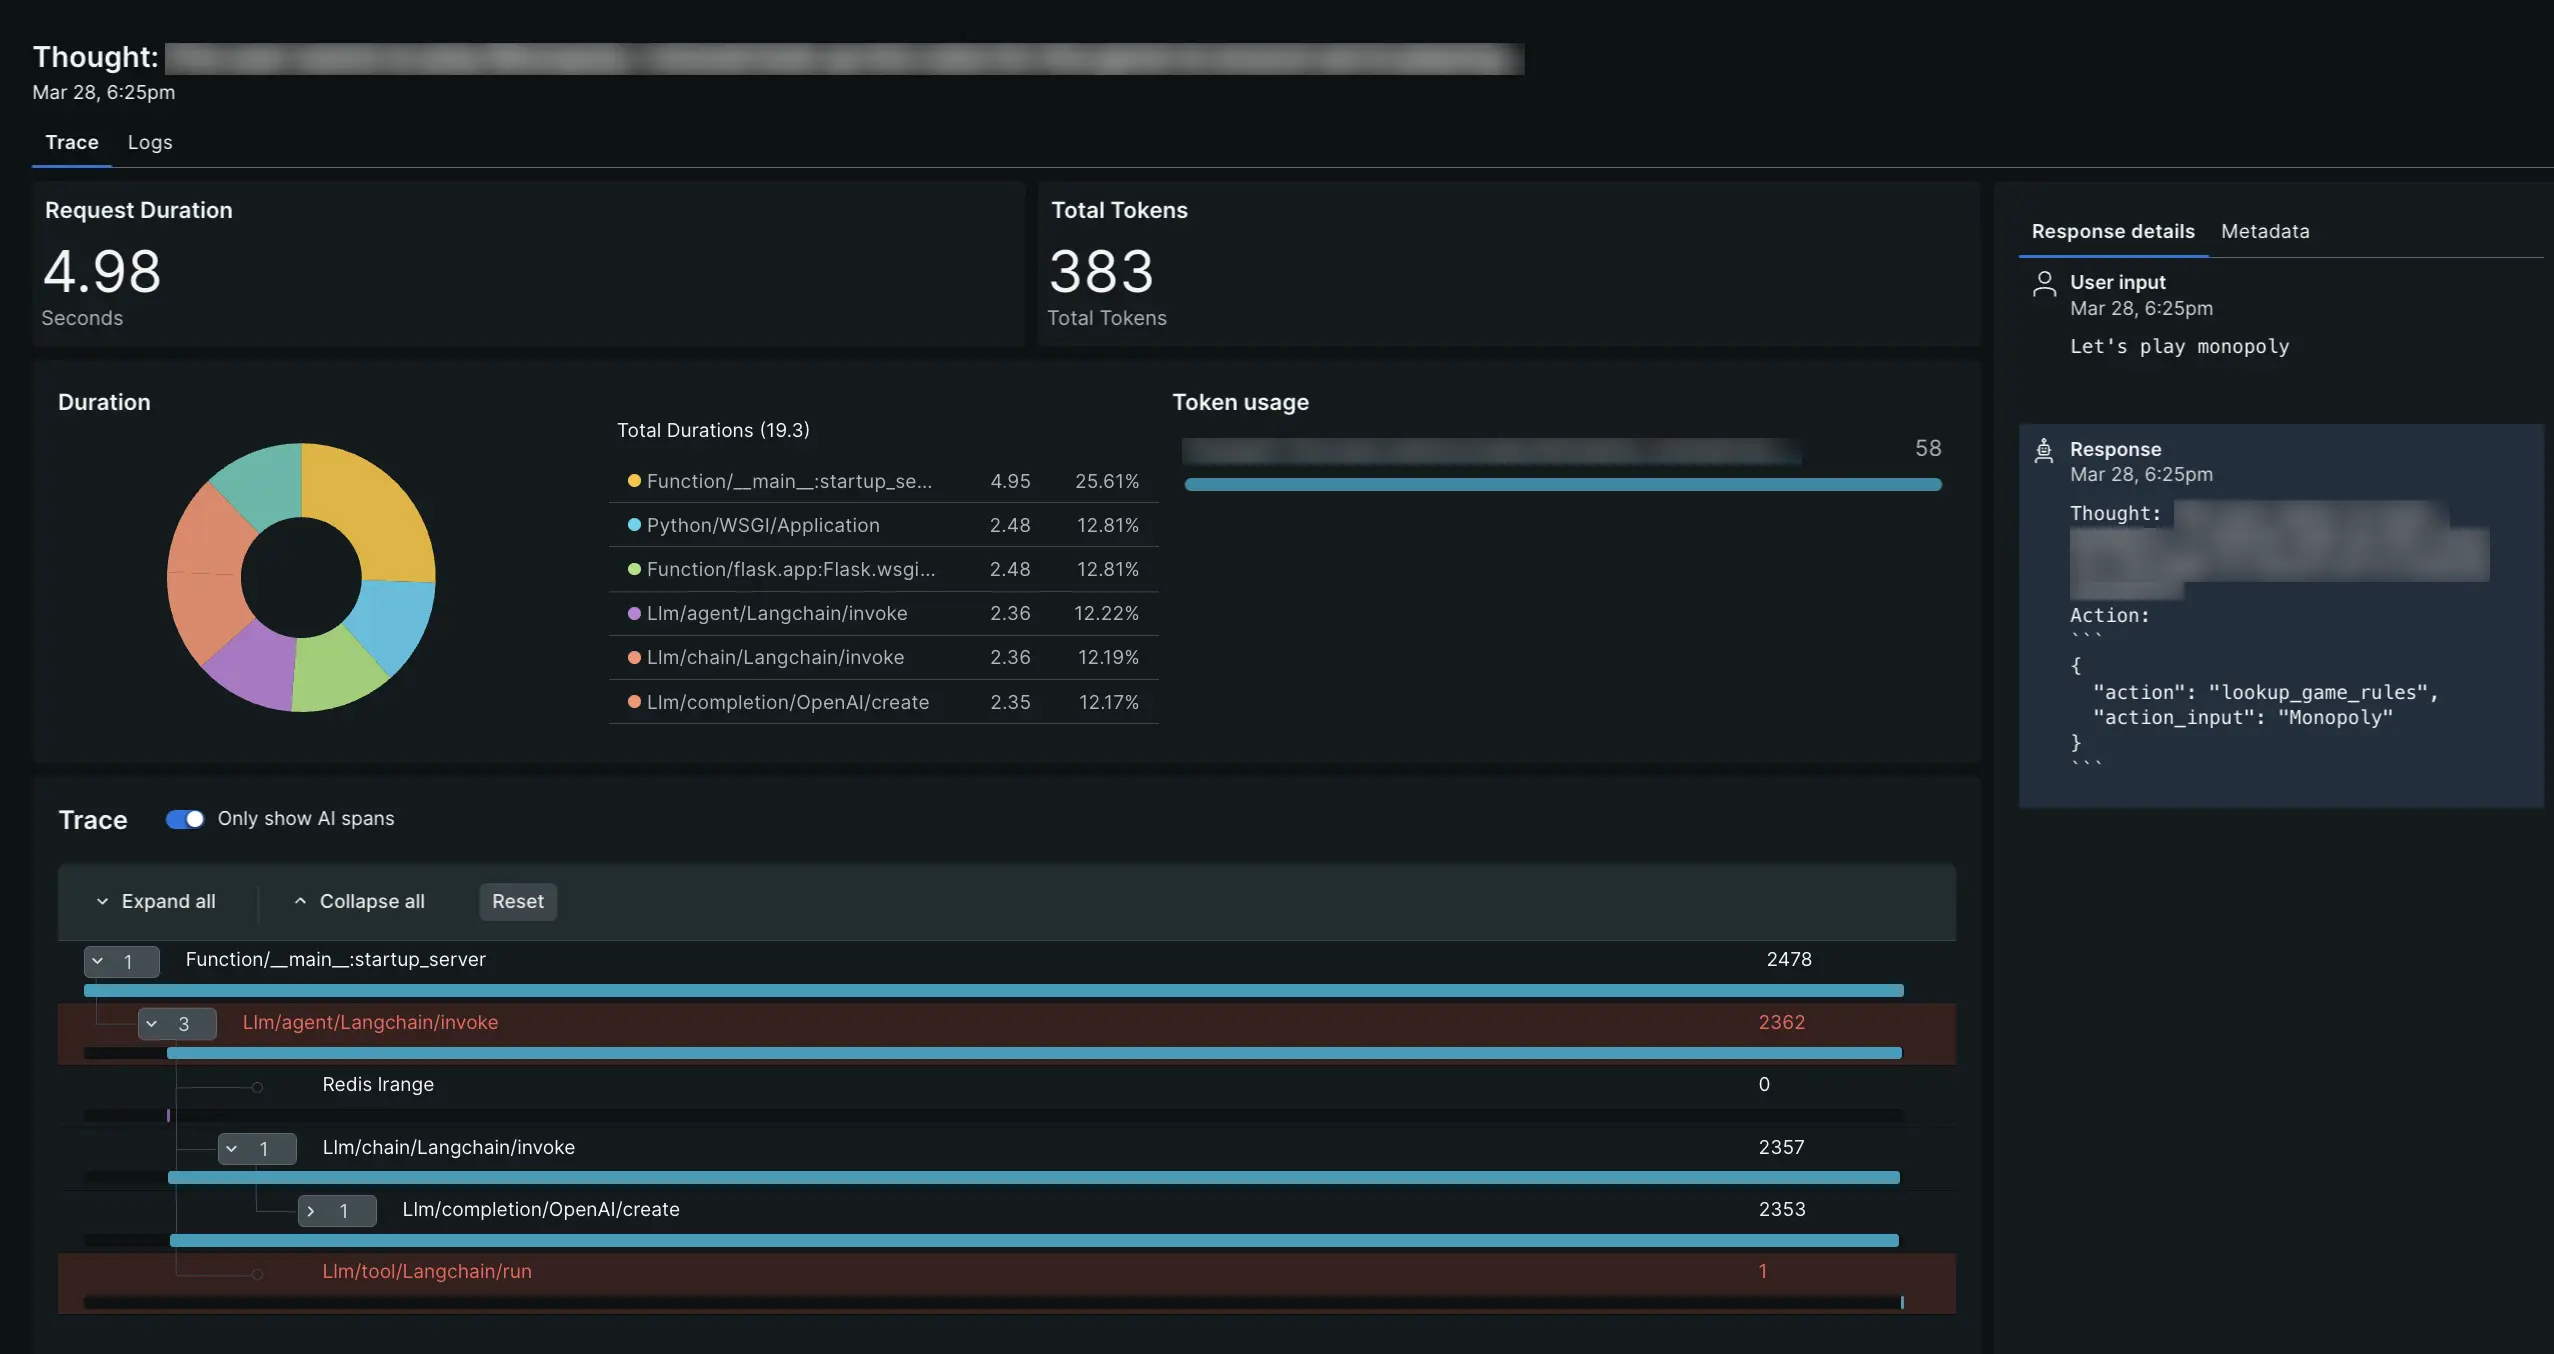 Thought:
Mar 28, 6:25pm
Trace Logs
Request Duration
4.98
Seconds
Total Tokens
383
Total Tokens
Duration
Total Durations (19.3)
Function/__main__:startup_se... 4.95 25.61%
Python/WSGI/Application 2.48 12.81%
Function/flask.app:Flask.wsgi... 2.48 12.81%
Llm/agent/Langchain/invoke 2.36 12.22%
Llm/chain/Langchain/invoke 2.36 12.19%
Llm/completion/OpenAI/create 2.35 12.17%
Token usage
58
Trace Only show AI spans
Expand all Collapse all Reset
1 Function/__main__:startup_server 2478
3 Llm/agent/Langchain/invoke 2362
Redis lrange 0
1 Llm/chain/Langchain/invoke 2357
1 Llm/completion/OpenAI/create 2353
Llm/tool/Langchain/run 1
Response details Metadata
User input
Mar 28, 6:25pm
Let's play monopoly
Response
Mar 28, 6:25pm
Thought:
Action:
```
{
"action": "lookup_game_rules",
"action_input": "Monopoly"
}
```